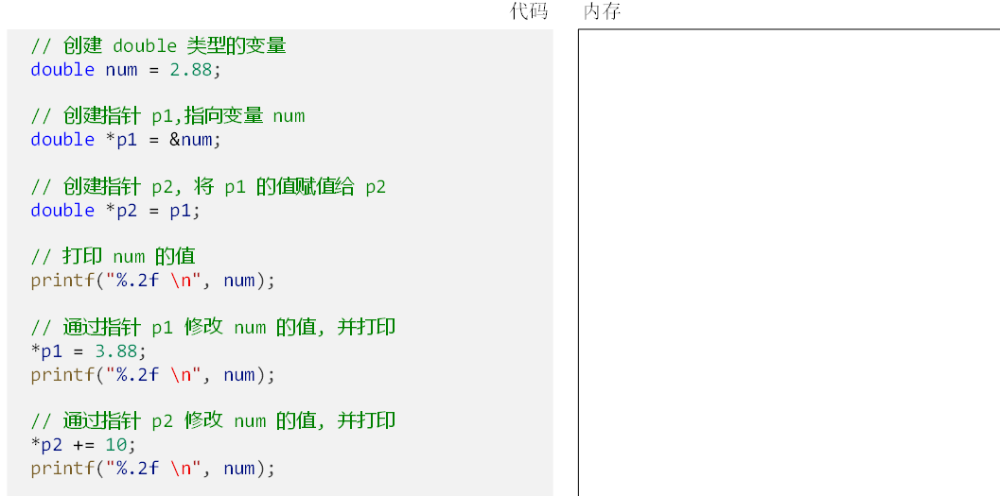 代码 内存
// 创建 double 类型的变量
double num = 2.88;
// 创建指针 p1,指向变量 num
double *p1 = &num;
// 创建指针 p2, 将 p1 的值赋值给 p2
double *p2 = p1;
// 打印 num 的值
printf("%.2f \n", num);
// 通过指针 p1 修改 num 的值, 并打印
*p1 = 3.88;
printf("%.2f \n", num);
// 通过指针 p2 修改 num 的值, 并打印
*p2 += 10;
printf("%.2f \n", num);